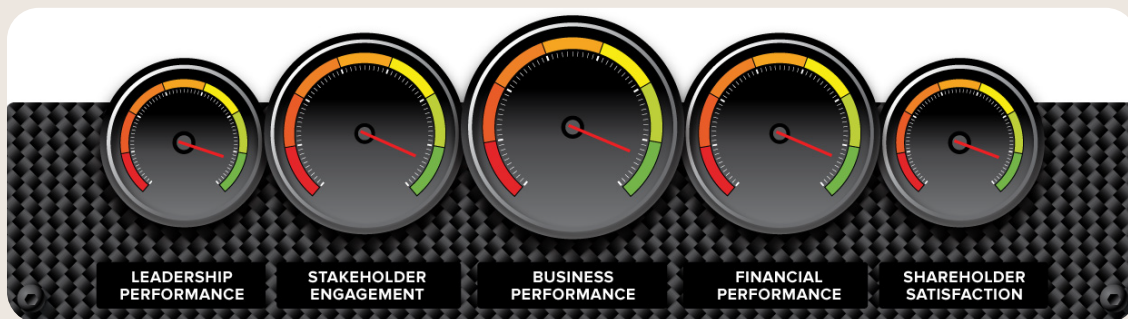 LEADERSHIP
PERFORMANCE
STAKEHOLDER
ENGAGEMENT
BUSINESS
PERFORMANCE
FINANCIAL
PERFORMANCE
SHAREHOLDER
SATISFACTION